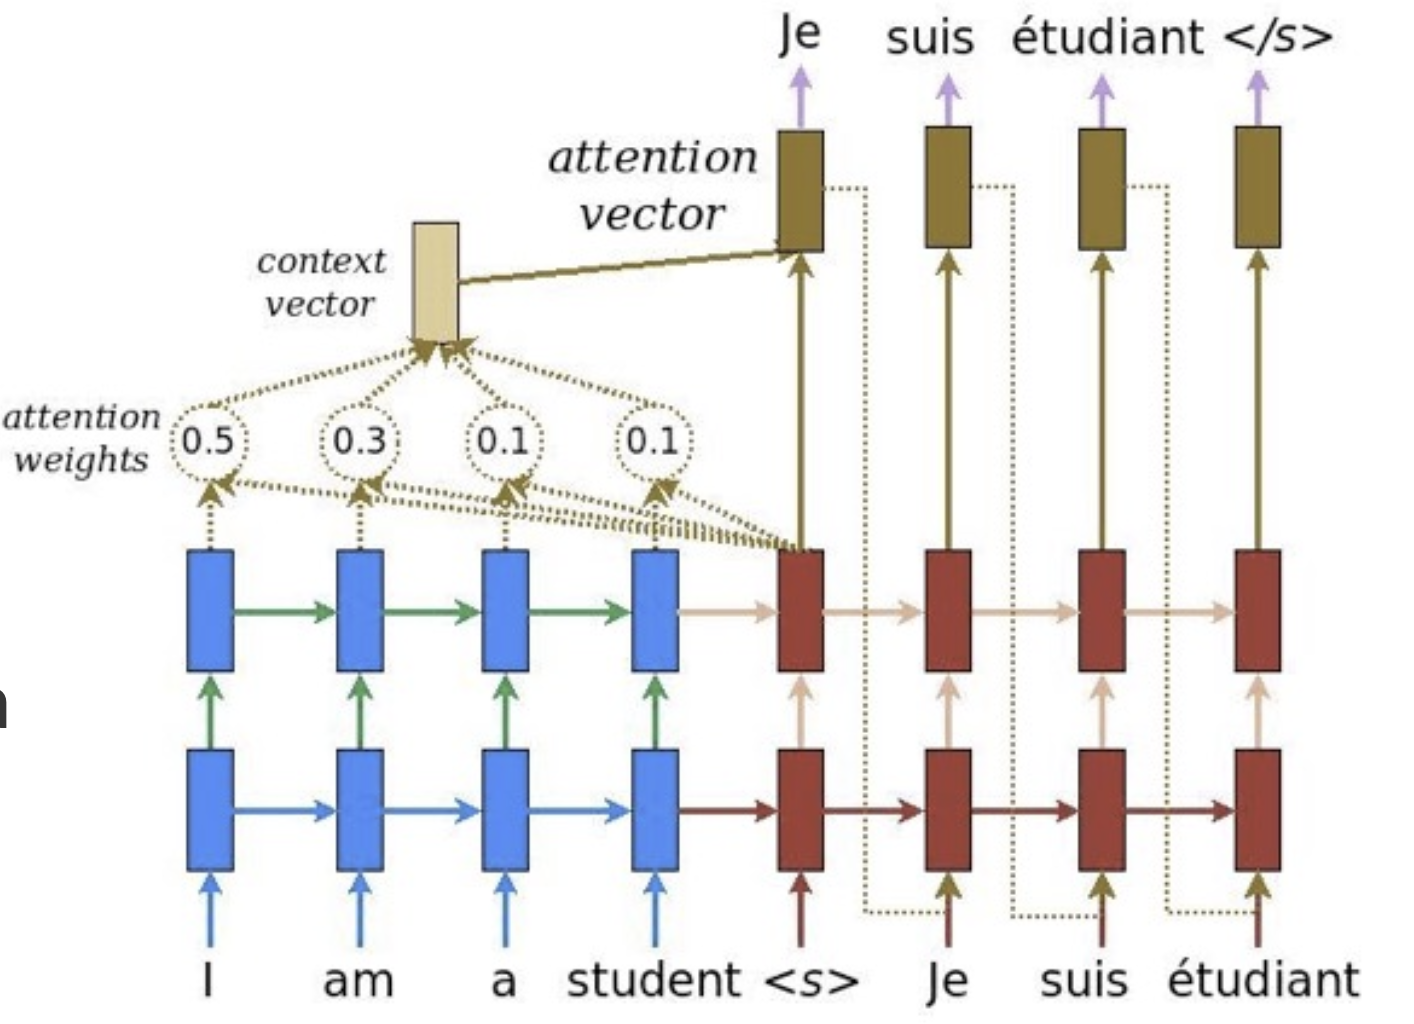 Je suis étudiant </s>
attention
vector
context
vector
attention
weights
0.5 0.3 0.1 0.1
n
I am a student <s> Je suis étudiant